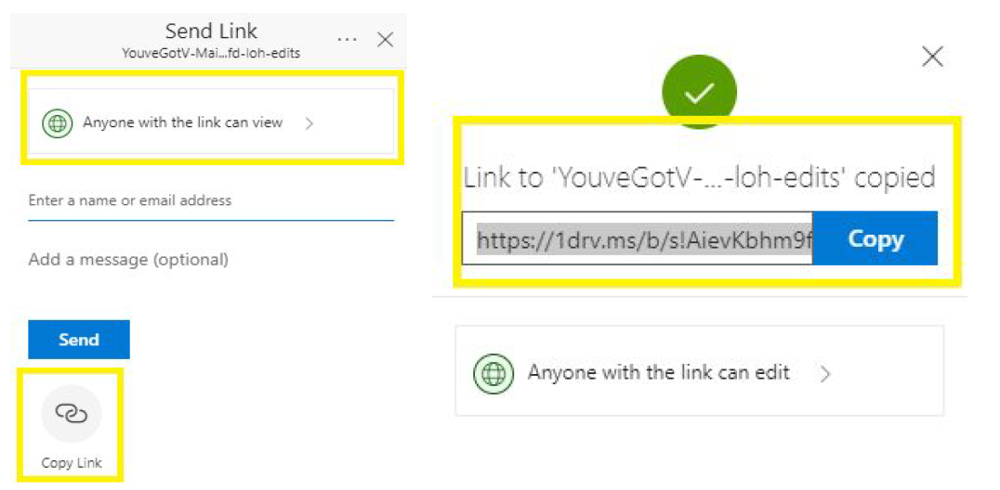 Send Link
YouveGotV-Mai...fd-loh-edits
Anyone with the link can view
Enter a name or email address
Add a message (optional)
Send
Copy Link
Link to 'YouveGotV-...-loh-edits' copied
https://1drv.ms/b/s!AievKbhm9f
Copy
Anyone with the link can edit